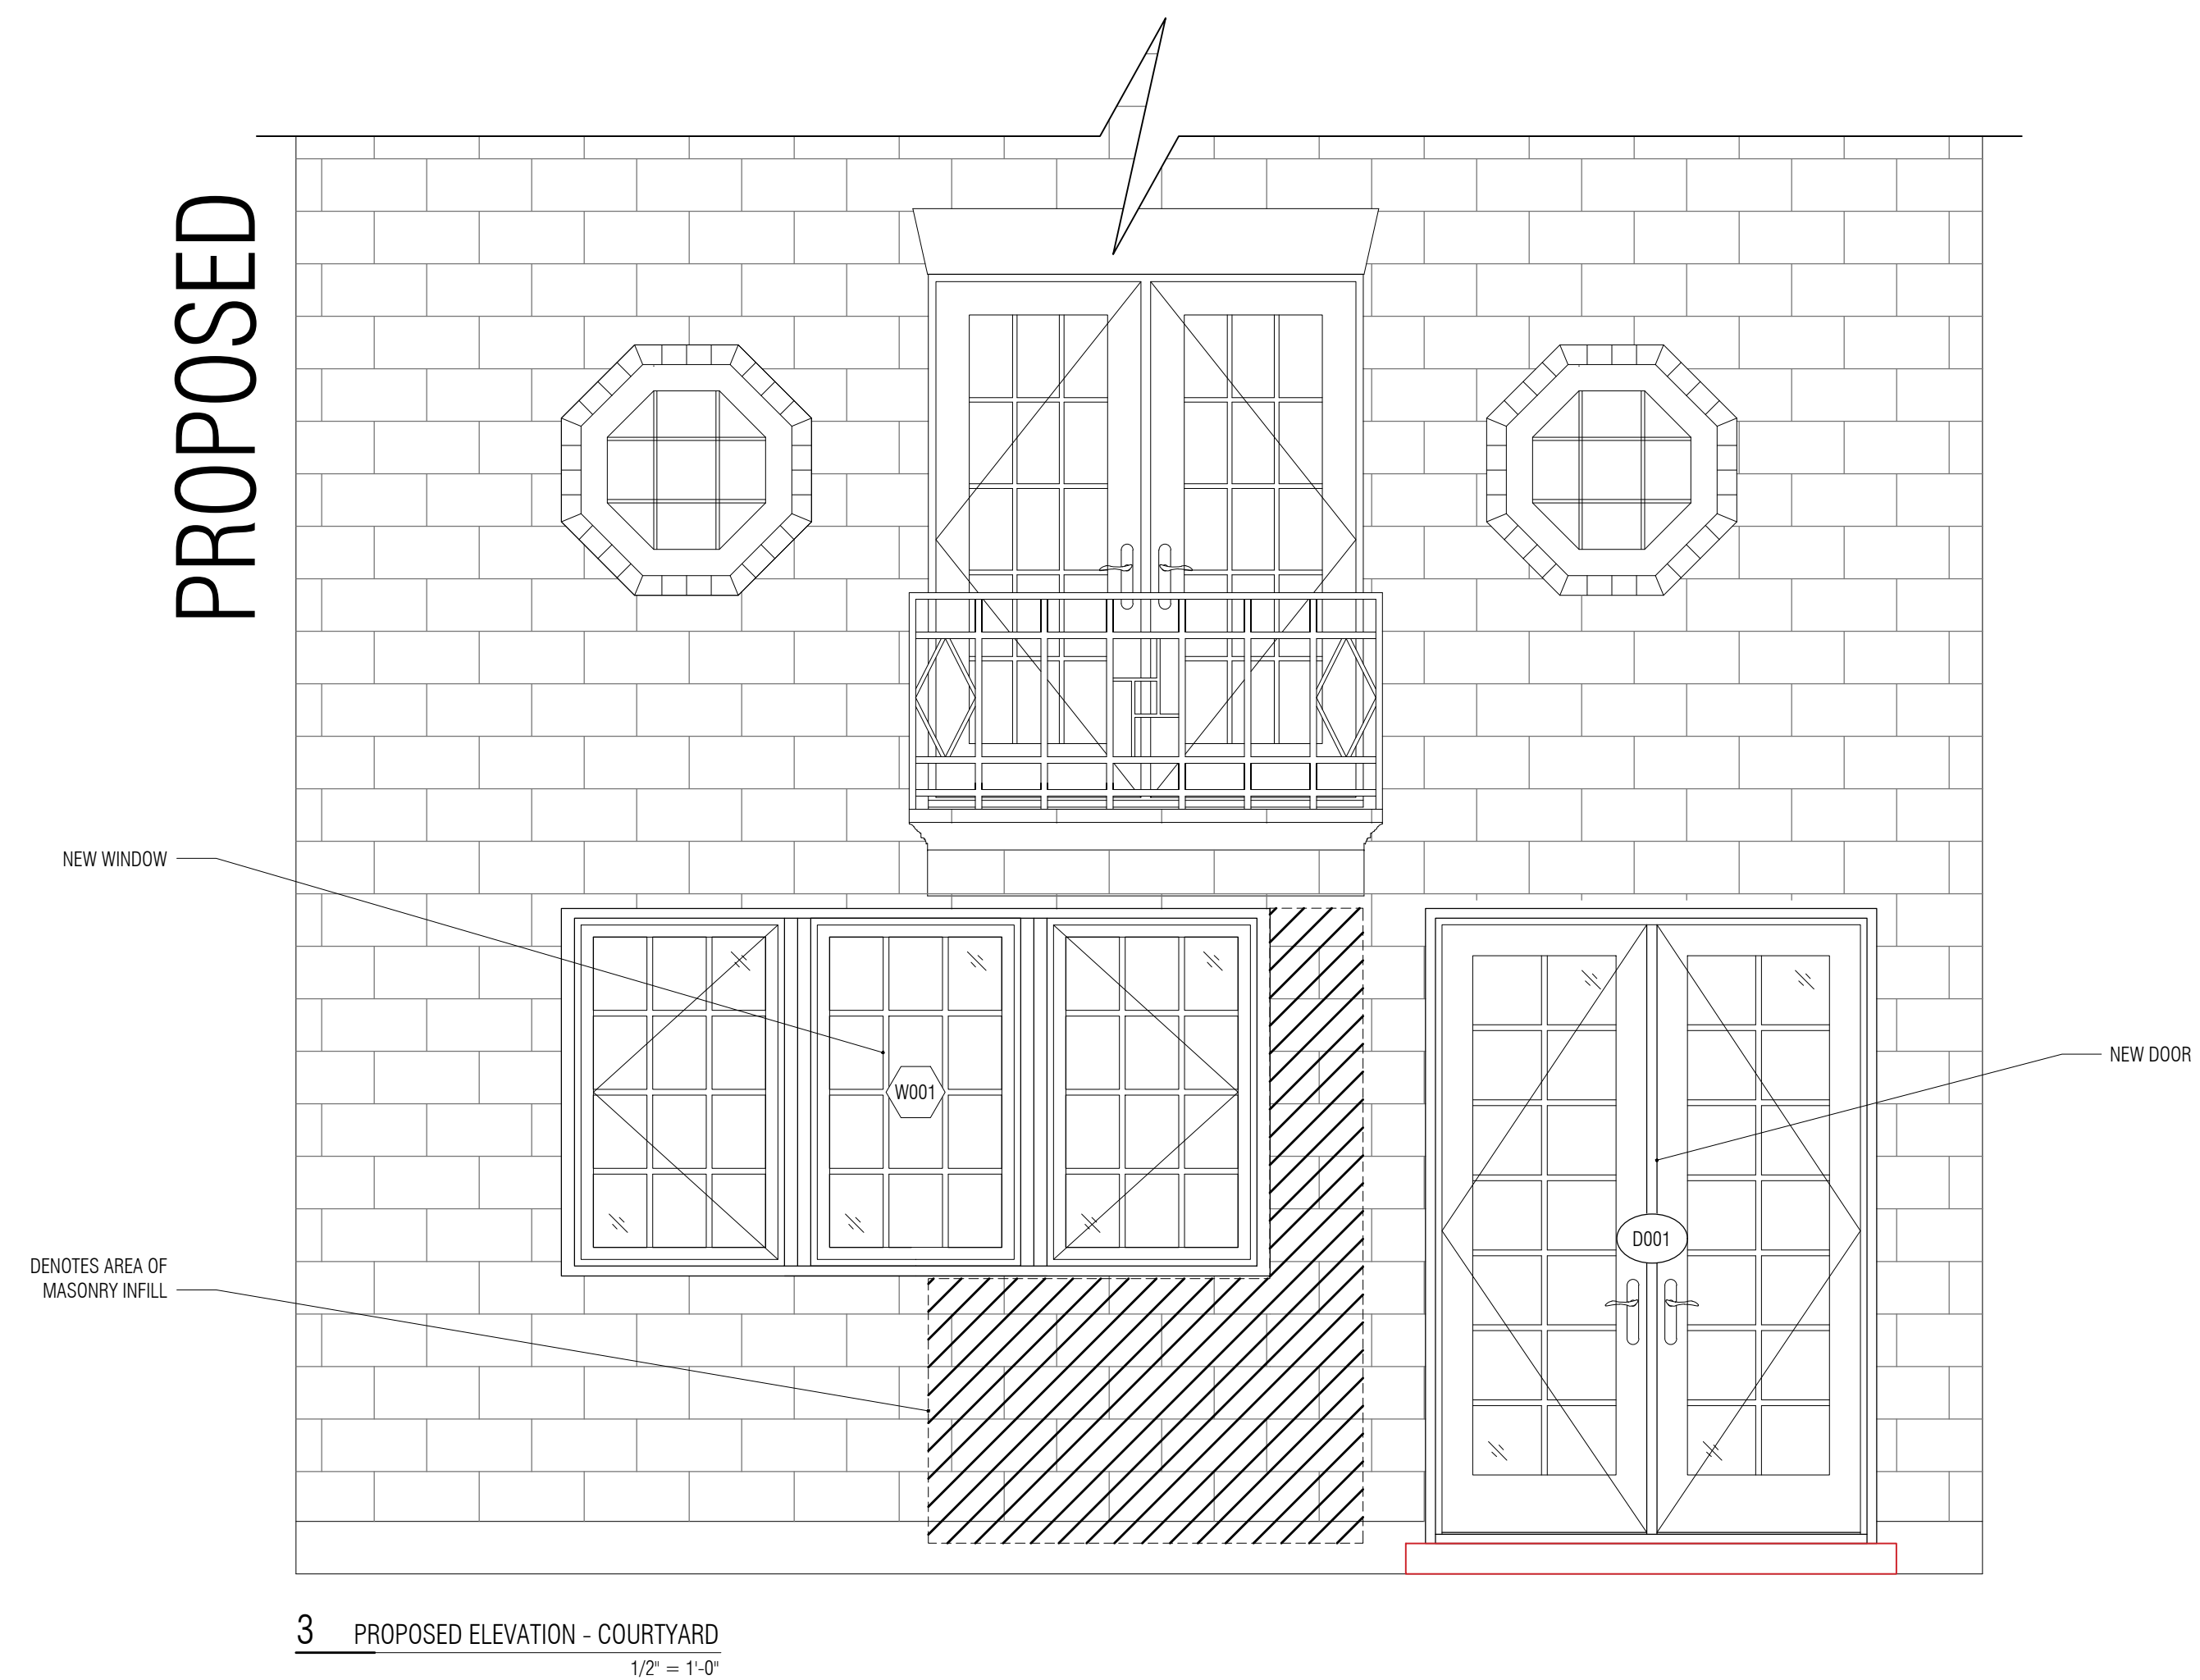 PROPOSED
NEW WINDOW
W001
NEW DOOR
D001
DENOTES AREA OF
MASONRY INFILL
3 PROPOSED ELEVATION - COURTYARD
1/2" = 1'-0"